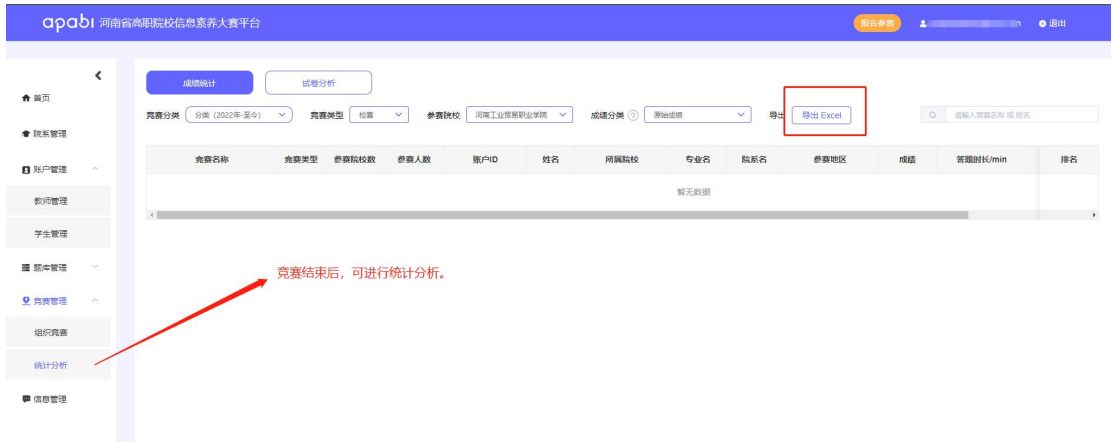 apabi 河南省高职院校信息素养大赛平台
报名参赛
退出
首页
院系管理
账户管理
教师管理
学生管理
题库管理
竞赛管理
组织竞赛
统计分析
信息管理
成绩统计 试卷分析
竞赛分类 分类 (2022年-至今) 竞赛类型 校赛 参赛院校 河南工业贸易职业学院 成绩分类 ? 原始成绩 导出 导出 Excel 请输入竞赛名称 或 姓名
竞赛名称 竞赛类型 参赛院校数 参赛人数 账户ID 姓名 所属院校 专业名 院系名 参赛地区 成绩 答题时长/min 排名
暂无数据
竞赛结束后，可进行统计分析。